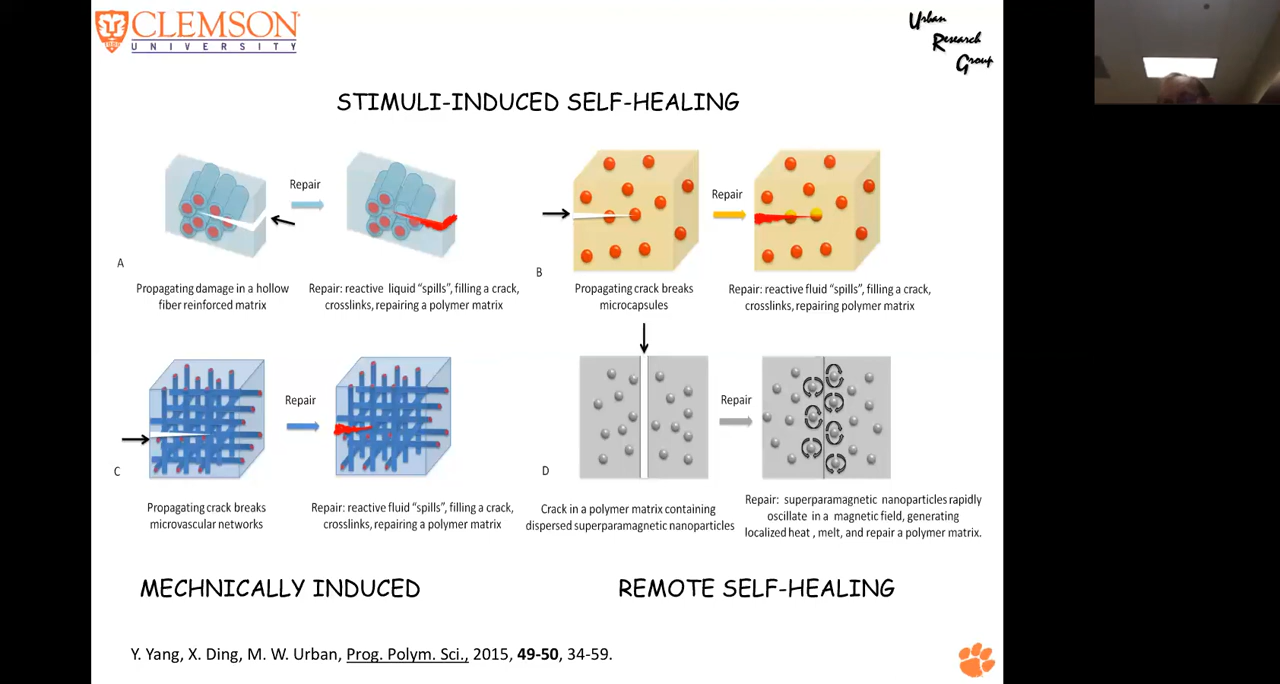 CLEMSON
UNIVERSITY
Urban
Research
Group
STIMULI-INDUCED SELF-HEALING
Repair
A
Propagating damage in a hollow
fiber reinforced matrix
Repair: reactive liquid “spills”, filling a crack,
crosslinks, repairing a polymer matrix
Repair
B
Propagating crack breaks
microcapsules
Repair: reactive fluid “spills”, filling a crack,
crosslinks, repairing polymer matrix
Repair
C
Propagating crack breaks
microvascular networks
Repair: reactive fluid “spills”, filling a crack,
crosslinks, repairing a polymer matrix
Repair
D
Crack in a polymer matrix containing
dispersed superparamagnetic nanoparticles
Repair: superparamagnetic nanoparticles rapidly
oscillate in a magnetic field, generating
localized heat , melt, and repair a polymer matrix.
MECHNICALLY INDUCED
REMOTE SELF-HEALING
Y. Yang, X. Ding, M. W. Urban, Prog. Polym. Sci., 2015, 49-50, 34-59.